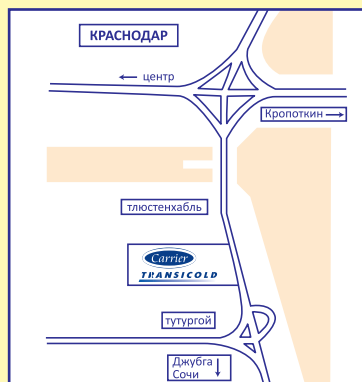 КРАСНОДАР
центр
Кропоткин
тлюстенхабль
Carrier
TRANSICOLD
тутургой
Джубга
Сочи